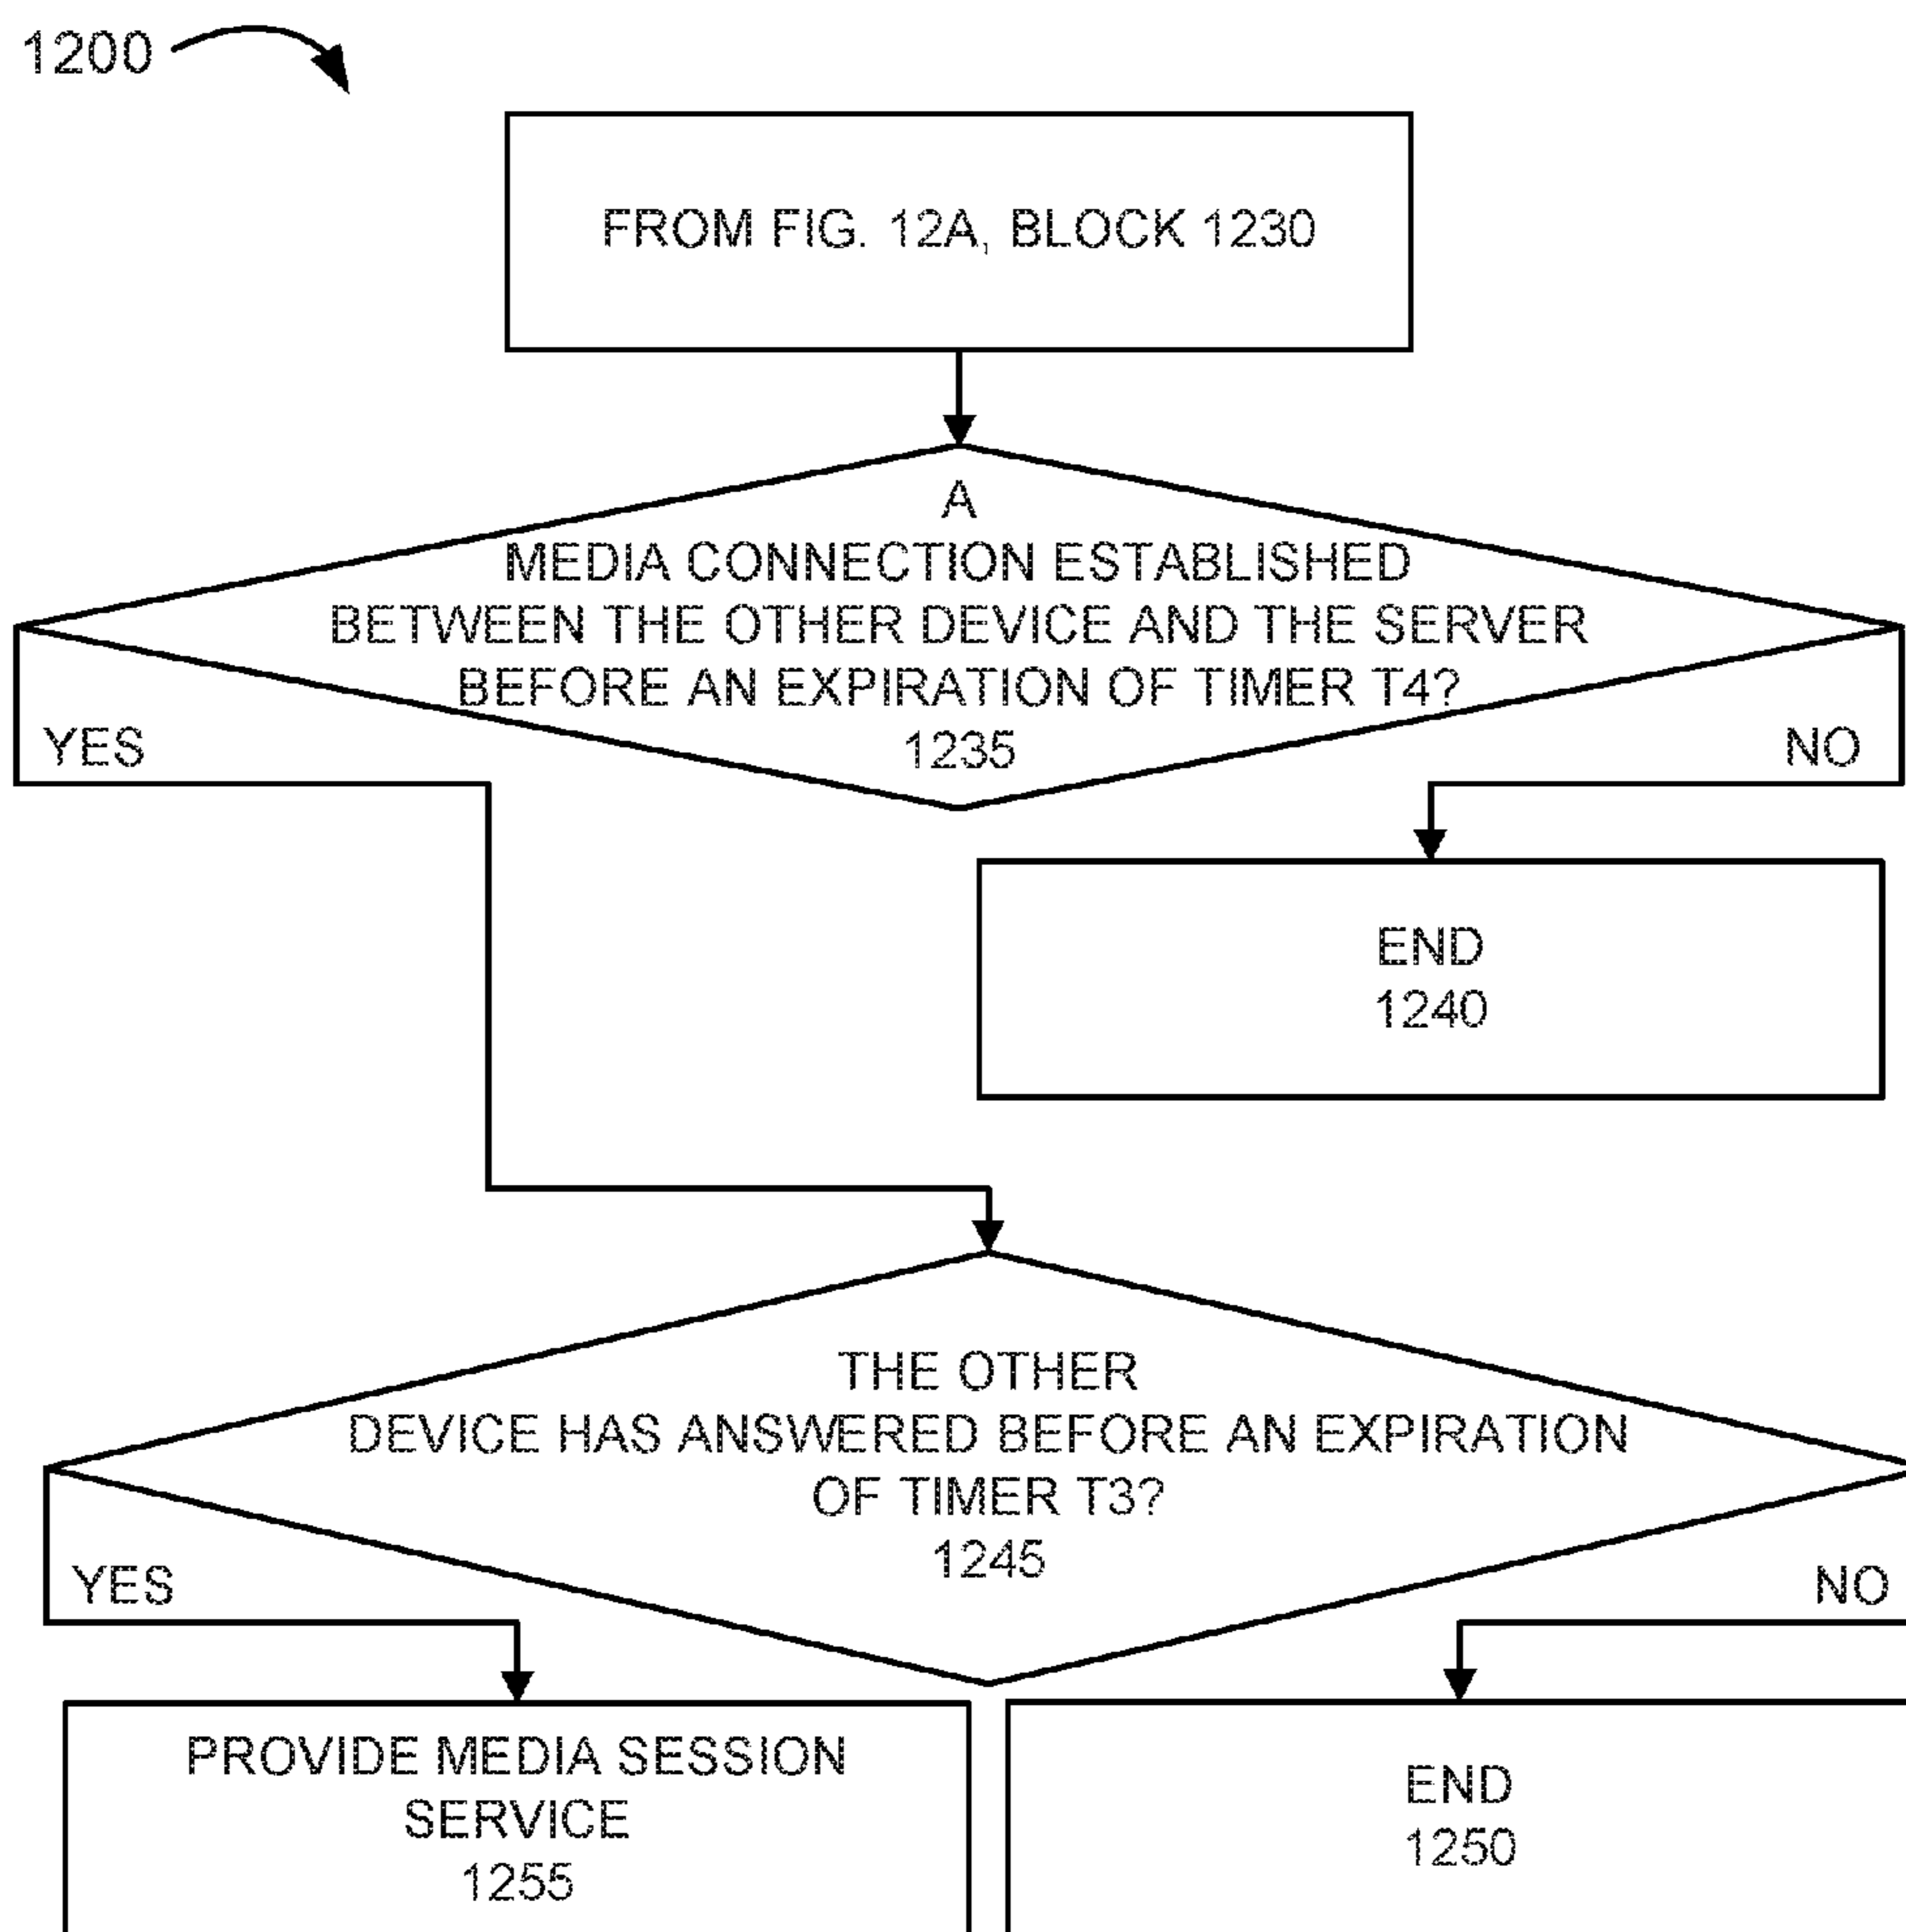 1200
FROM FIG. 12A, BLOCK 1230
A
MEDIA CONNECTION ESTABLISHED
BETWEEN THE OTHER DEVICE AND THE SERVER
BEFORE AN EXPIRATION OF TIMER T4?
1235
YES
NO
END
1240
THE OTHER
DEVICE HAS ANSWERED BEFORE AN EXPIRATION
OF TIMER T3?
1245
YES
NO
PROVIDE MEDIA SESSION
SERVICE
1255
END
1250